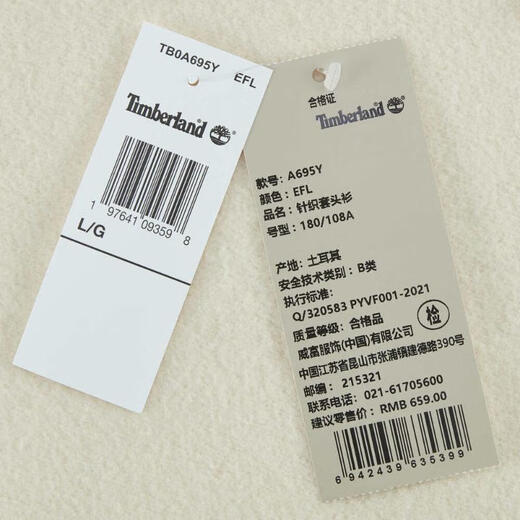 TB0A695Y EFL
Timberland
1 97641 09359 8
L/G
合格证
Timberland
款号：A695Y
颜色：EFL
品名：针织套头衫
号型：180/108A
产地：土耳其
安全技术类别：B类
执行标准：
Q/320583 PYVF001-2021
质量等级：合格品
检
威富服饰(中国)有限公司
中国江苏省昆山市张浦镇建德路390号
邮编：215321
联系电话：021-61705600
建议零售价：RMB 659.00
6942439635399